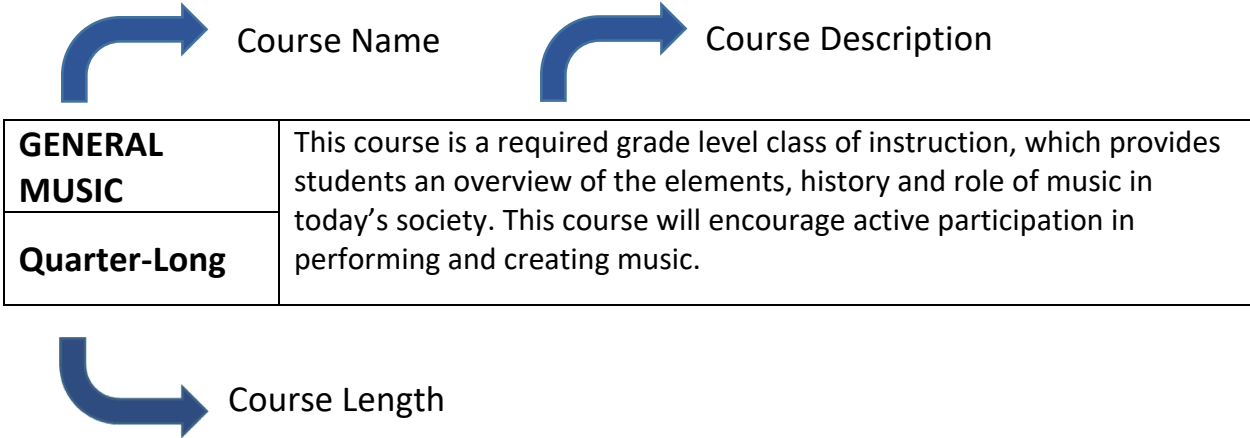 Course Name
Course Description
GENERAL
MUSIC
Quarter-Long
This course is a required grade level class of instruction, which provides
students an overview of the elements, history and role of music in
today’s society. This course will encourage active participation in
performing and creating music.
Course Length